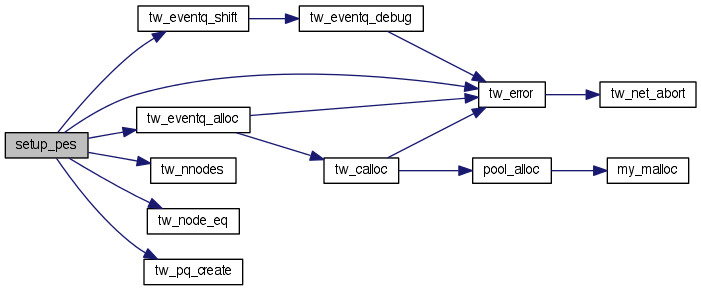 tw_eventq_shift
tw_eventq_debug
tw_error
tw_net_abort
tw_eventq_alloc
setup_pes
tw_nnodes
tw_calloc
pool_alloc
my_malloc
tw_node_eq
tw_pq_create